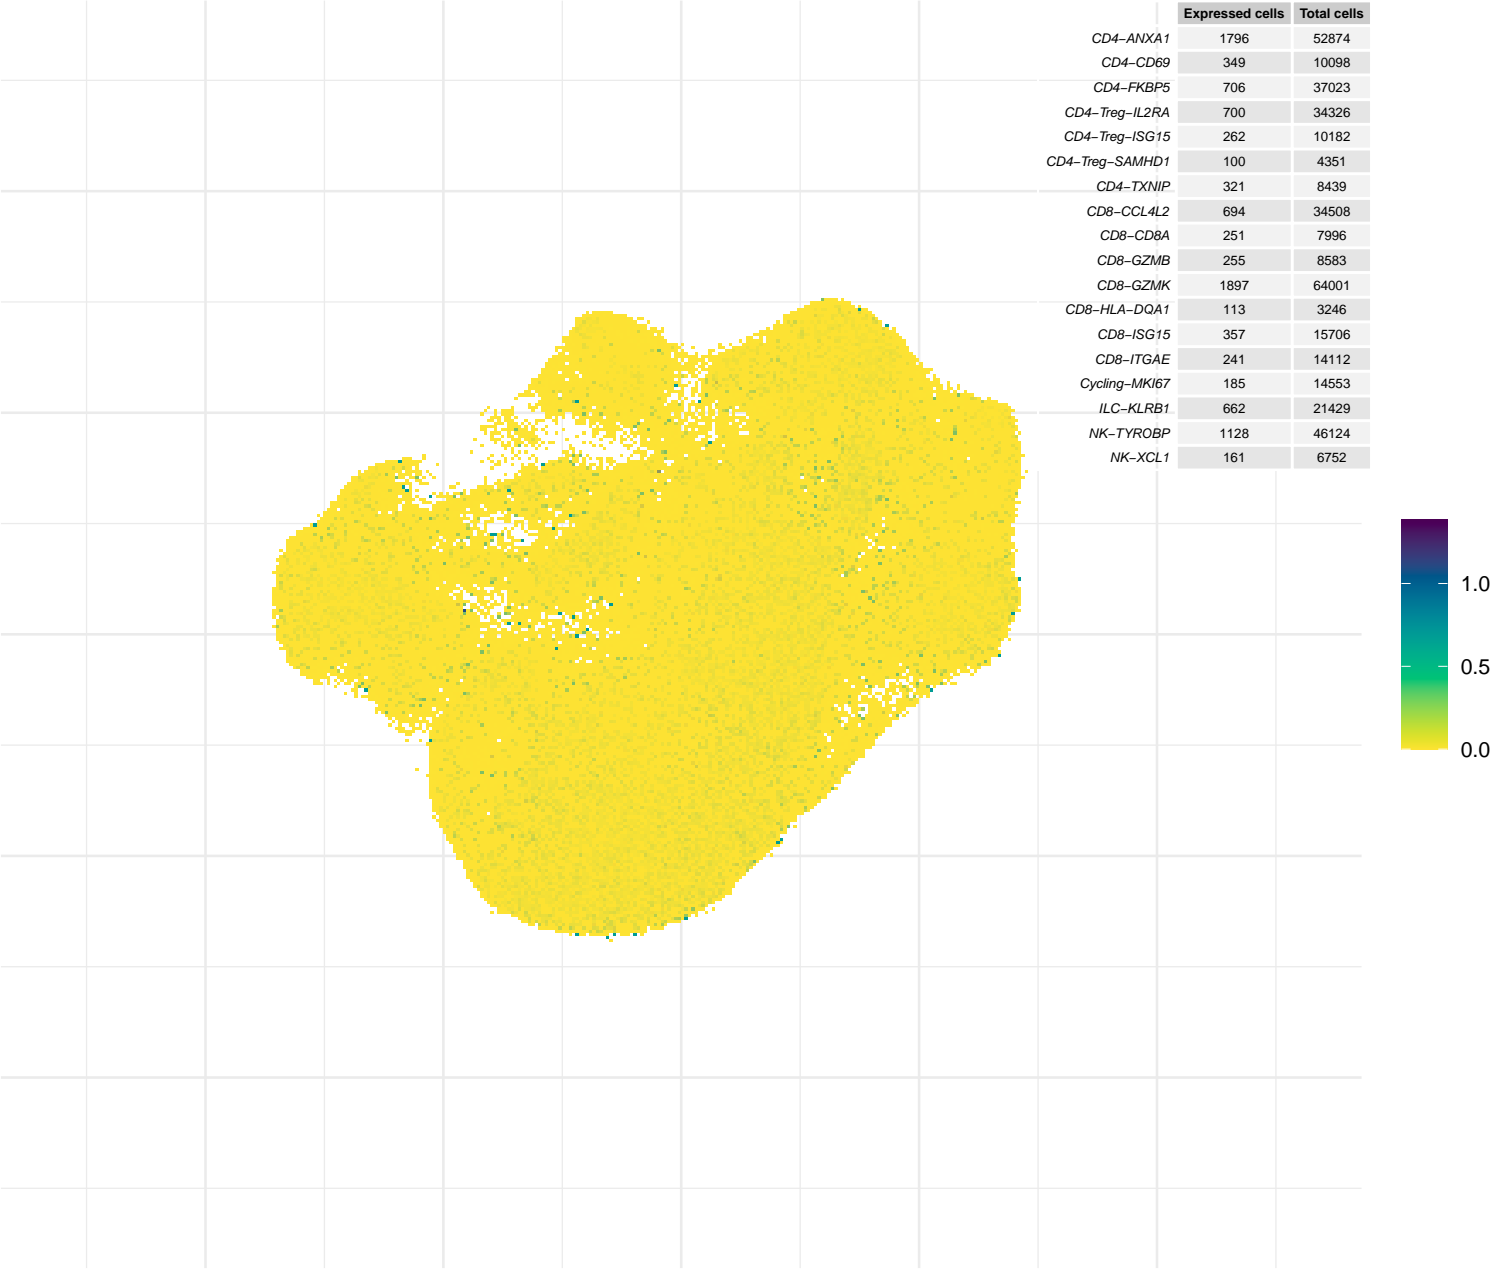 Expressed cells Total cells
CD4−ANXA1 1796 52874
CD4−CD69 349 10098
CD4−FKBP5 706 37023
CD4−Treg−IL2RA 700 34326
CD4−Treg−ISG15 262 10182
CD4−Treg−SAMHD1 100 4351
CD4−TXNIP 321 8439
CD8−CCL4L2 694 34508
CD8−CD8A 251 7996
CD8−GZMB 255 8583
CD8−GZMK 1897 64001
CD8−HLA−DQA1 113 3246
CD8−ISG15 357 15706
CD8−ITGAE 241 14112
Cycling−MKI67 185 14553
ILC−KLRB1 662 21429
NK−TYROBP 1128 46124
NK−XCL1 161 6752
1.0
0.5
0.0